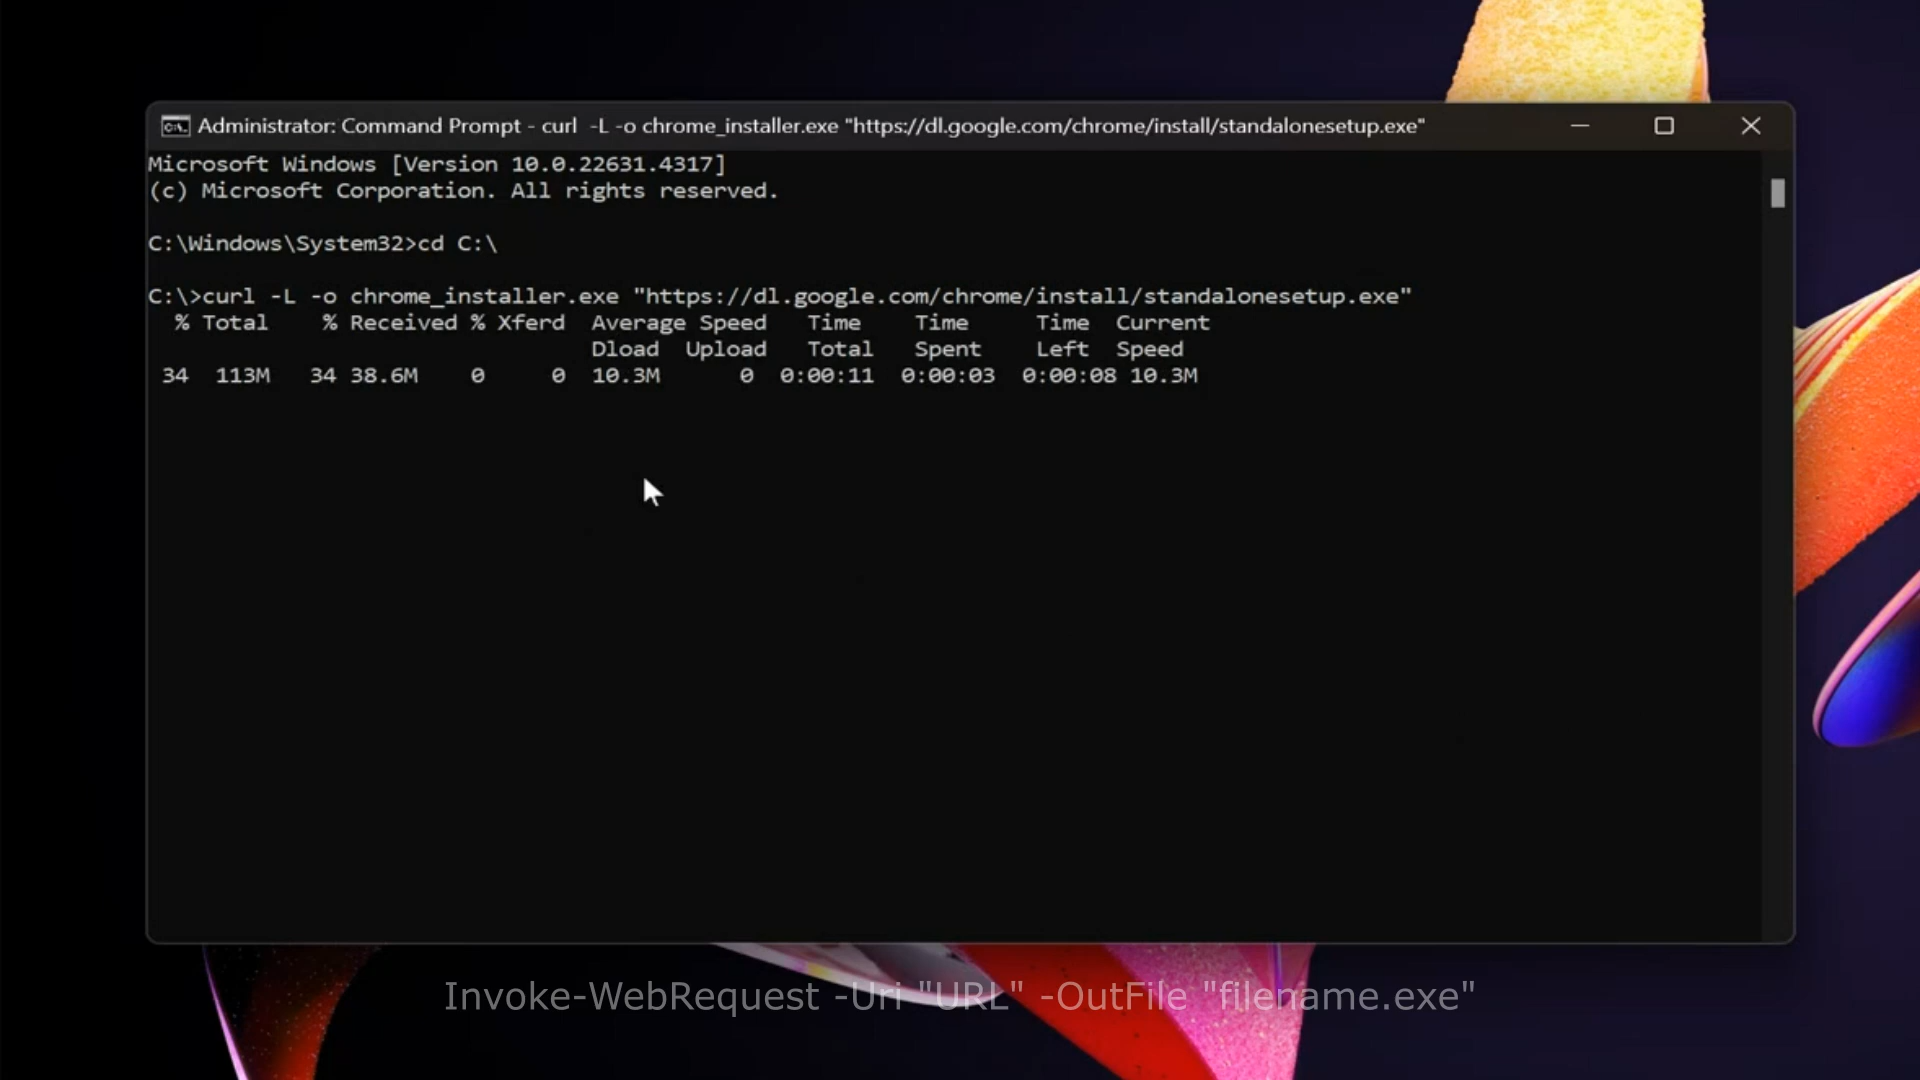 Administrator: Command Prompt - curl  -L -o chrome_installer.exe "https://dl.google.com/chrome/install/standalonesetup.exe"
Microsoft Windows [Version 10.0.22631.4317]
(c) Microsoft Corporation. All rights reserved.
C:\Windows\System32>cd C:\
C:\>curl -L -o chrome_installer.exe "https://dl.google.com/chrome/install/standalonesetup.exe"
  % Total    % Received % Xferd  Average Speed   Time    Time     Time  Current
                                 Dload  Upload   Total   Spent    Left  Speed
 34  113M   34 38.6M    0     0  10.3M      0  0:00:11  0:00:03  0:00:08 10.3M
Invoke-WebRequest -Uri "URL" -OutFile "filename.exe"